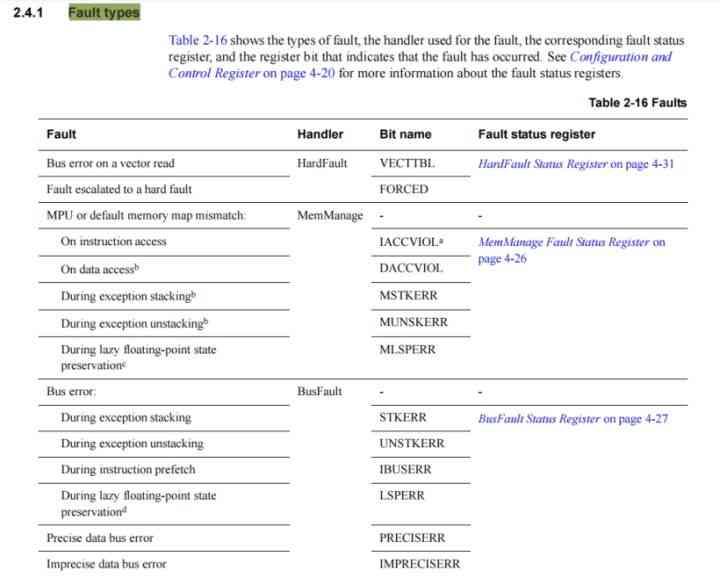 2.4.1 Fault types
Table 2-16 shows the types of fault, the handler used for the fault, the corresponding fault status
register, and the register bit that indicates that the fault has occurred. See Configuration and
Control Register on page 4-20 for more information about the fault status registers.
Table 2-16 Faults
Fault Handler Bit name Fault status register
Bus error on a vector read HardFault VECTTBL HardFault Status Register on page 4-31
Fault escalated to a hard fault FORCED
MPU or default memory map mismatch: MemManage - -
On instruction access IACCVIOLᵃ MemManage Fault Status Register on
page 4-26
On data accessᵇ DACCVIOL
During exception stackingᵇ MSTKERR
During exception unstackingᵇ MUNSKERR
During lazy floating-point state MLSPERR
preservationᶜ
Bus error: BusFault - -
During exception stacking STKERR BusFault Status Register on page 4-27
During exception unstacking UNSTKERR
During instruction prefetch IBUSERR
During lazy floating-point state LSPERR
preservationᵈ
Precise data bus error PRECISERR
Imprecise data bus error IMPRECISERR